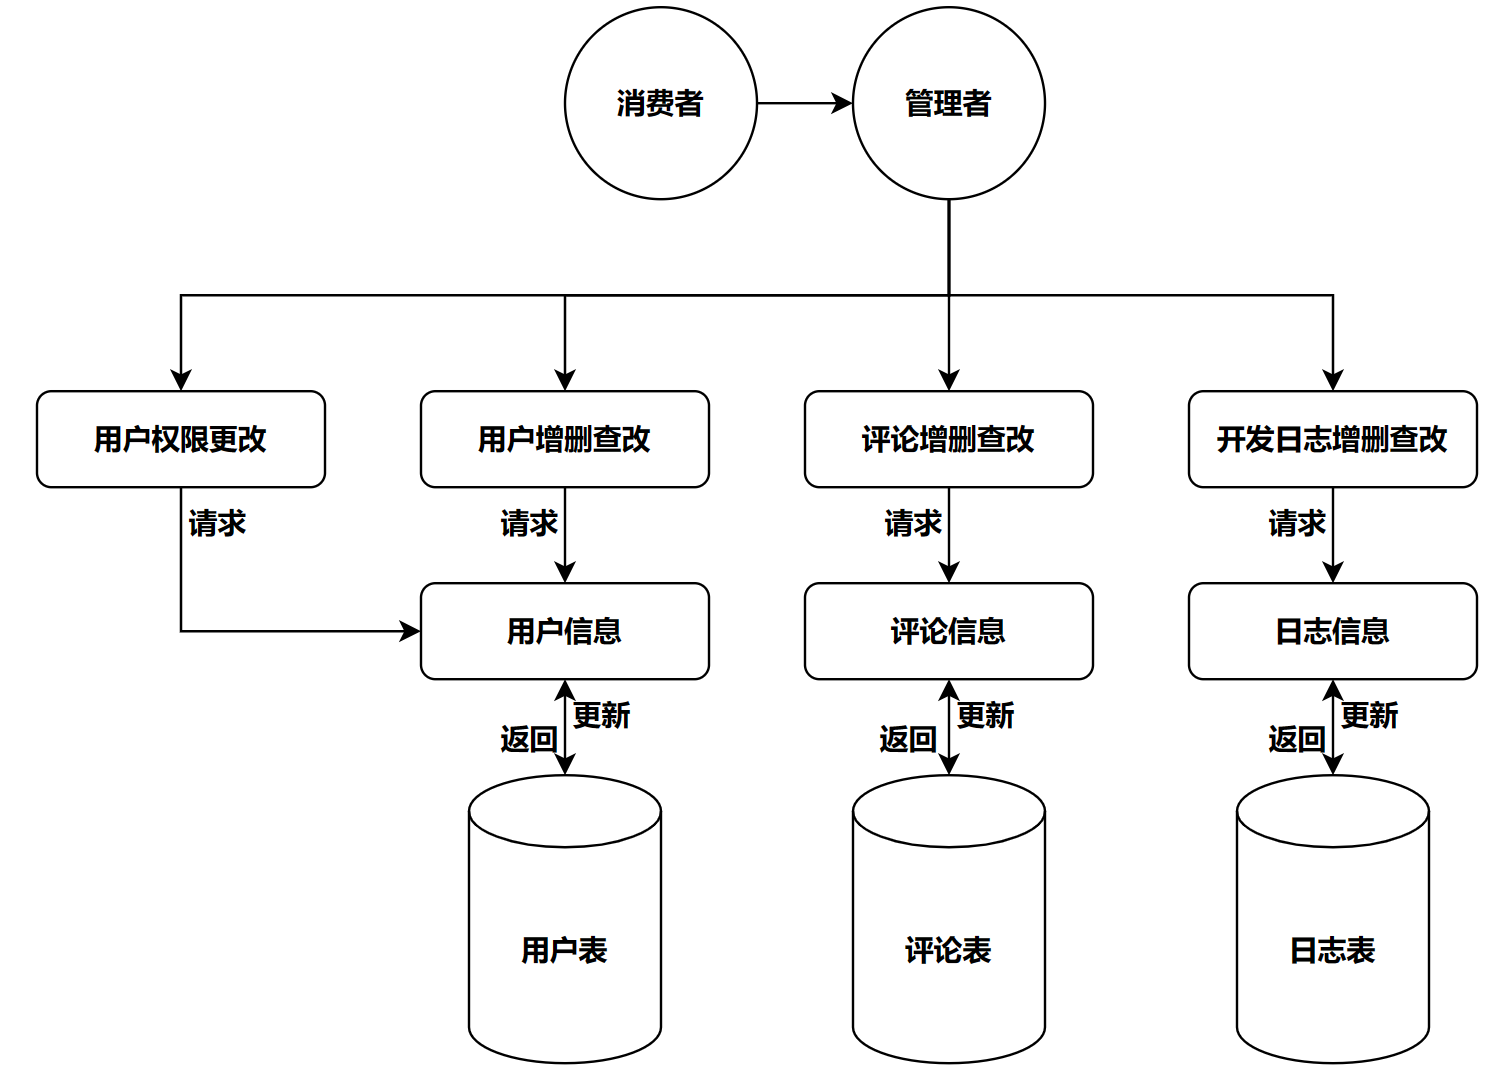 消费者
管理者
用户权限更改
用户增删查改
评论增删查改
开发日志增删查改
请求
请求
请求
请求
用户信息
评论信息
日志信息
更新
返回
更新
返回
更新
返回
用户表
评论表
日志表